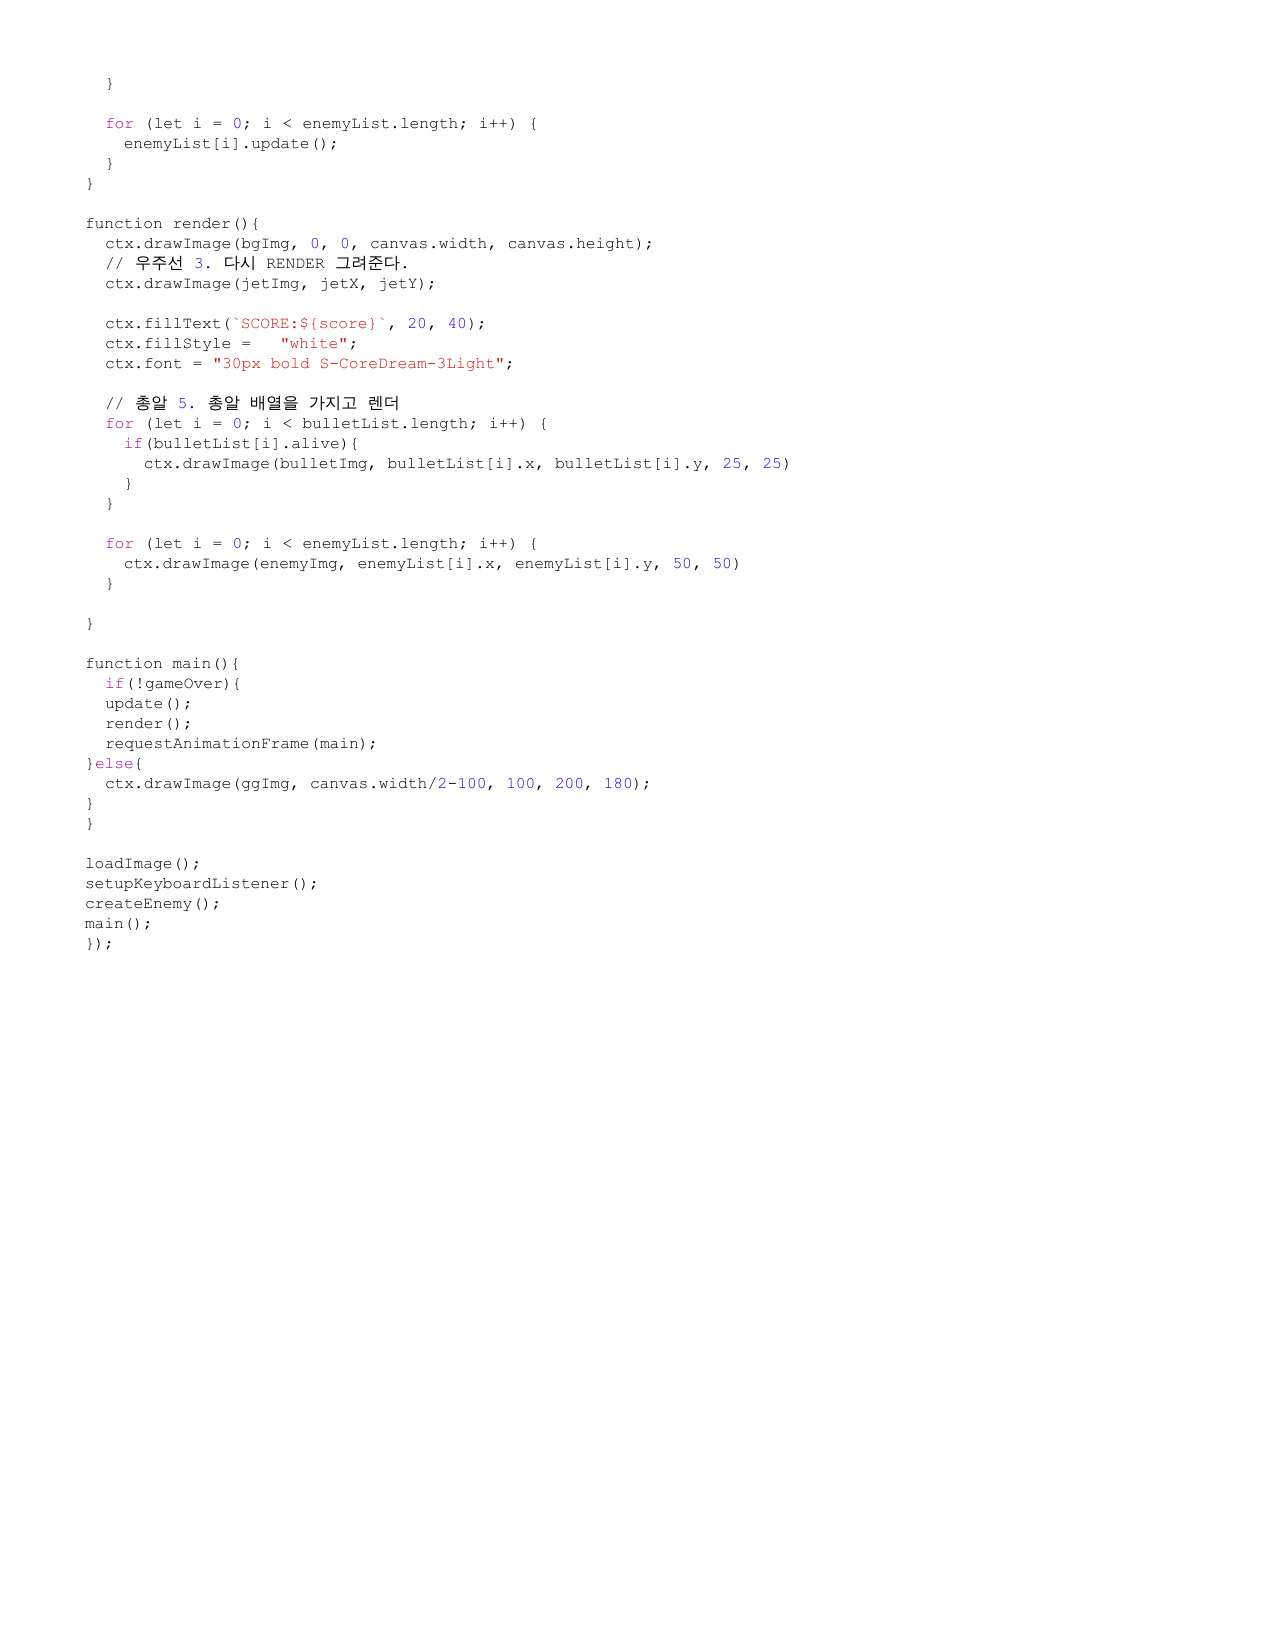 }

  for (let i = 0; i < enemyList.length; i++) {
    enemyList[i].update();
  }
}

function render(){
  ctx.drawImage(bgImg, 0, 0, canvas.width, canvas.height);
  // 우주선 3. 다시 RENDER 그려준다.
  ctx.drawImage(jetImg, jetX, jetY);

  ctx.fillText(`SCORE:${score}`, 20, 40);
  ctx.fillStyle =   "white";
  ctx.font = "30px bold S-CoreDream-3Light";

  // 총알 5. 총알 배열을 가지고 렌더
  for (let i = 0; i < bulletList.length; i++) {
    if(bulletList[i].alive){
      ctx.drawImage(bulletImg, bulletList[i].x, bulletList[i].y, 25, 25)
    }
  }

  for (let i = 0; i < enemyList.length; i++) {
    ctx.drawImage(enemyImg, enemyList[i].x, enemyList[i].y, 50, 50)
  }

}

function main(){
  if(!gameOver){
  update();
  render();
  requestAnimationFrame(main);
}else{
  ctx.drawImage(ggImg, canvas.width/2-100, 100, 200, 180);
}
}

loadImage();
setupKeyboardListener();
createEnemy();
main();
});